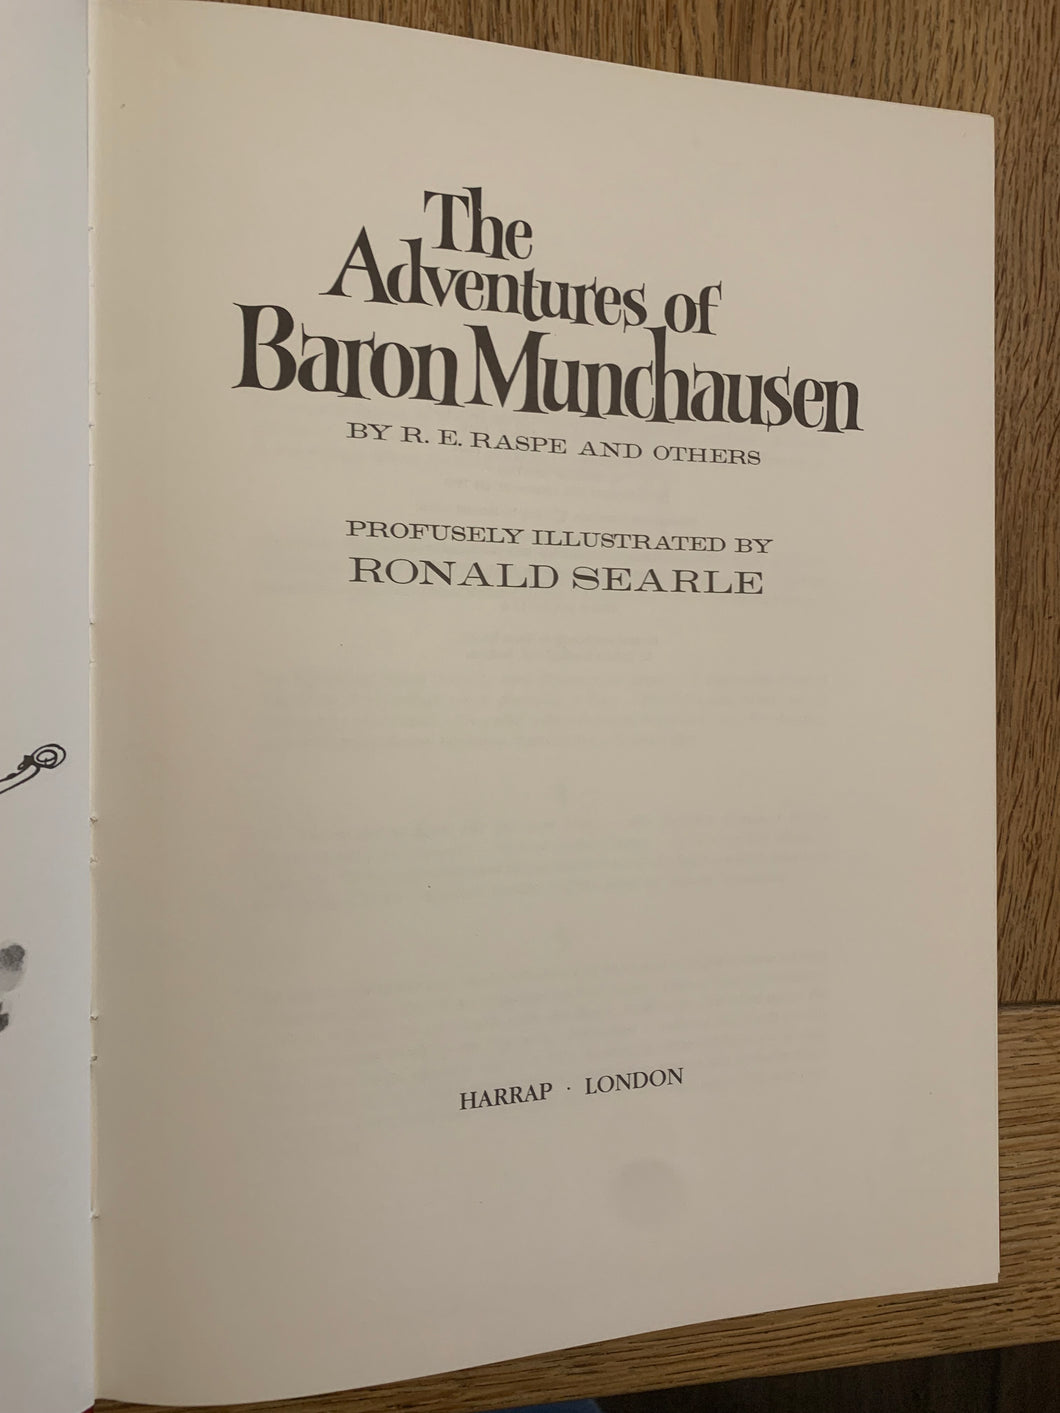 The
Adventures of
Baron Munchausen
BY R. E. RASPE AND OTHERS
PROFUSELY ILLUSTRATED BY
RONALD SEARLE
HARRAP · LONDON